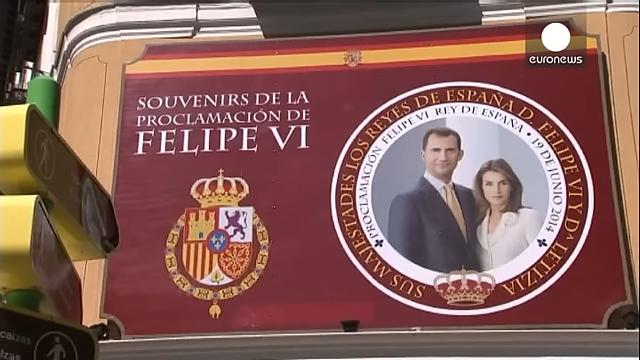 euronews
SOUVENIRS DE LA
PROCLAMACIÓN DE
FELIPE VI
SUS MAJESTADES LOS REYES DE ESPAÑA D. FELIPE VI Y Dª LETIZIA
PROCLAMACIÓN FELIPE VI REY DE ESPAÑA • 19 DE JUNIO 2014